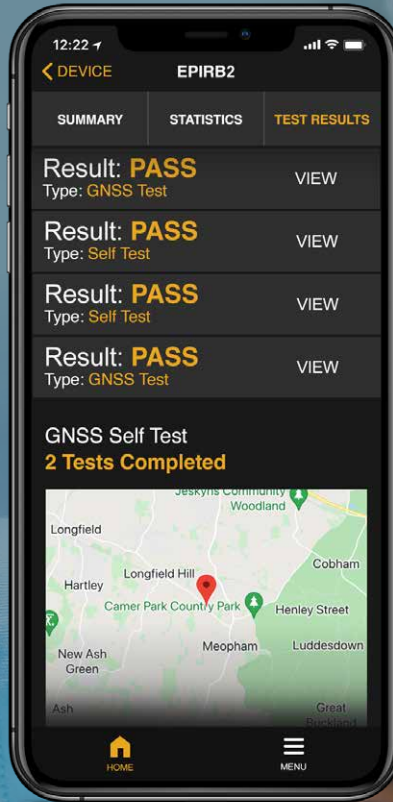 12:22
DEVICE
EPIRB2
SUMMARY
STATISTICS
TEST RESULTS
Result: PASS
Type: GNSS Test
VIEW
Result: PASS
Type: Self Test
VIEW
Result: PASS
Type: Self Test
VIEW
Result: PASS
Type: GNSS Test
VIEW
GNSS Self Test
2 Tests Completed
Jeskyns Community
Woodland
Longfield
Cobham
Longfield Hill
Hartley
Camer Park Country Park
Henley Street
Meopham
Luddesdown
New Ash
Green
Ash
Great
Buckland
HOME
MENU